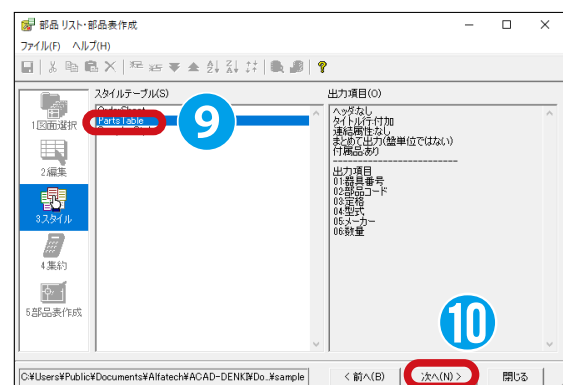 部品 リスト・部品表作成
ファイル(F) ヘルプ(H)
スタイルテーブル(S)
出力項目(O)
1.図面選択
2.編集
3.スタイル
4.集約
5.部品表作成
OrderSheet
PartsTable
9
ヘッダなし
タイトル行付加
連結属性なし
まとめて出力(盤単位ではない)
付属品あり
--------------------------
出力項目
01:器具番号
02:部品コード
03:定格
04:型式
05:メーカー
06:数量
10
C:¥Users¥Public¥Documents¥Alfatech¥ACAD-DENKI¥Do..¥sample
< 前へ(B)
次へ(N) >
閉じる